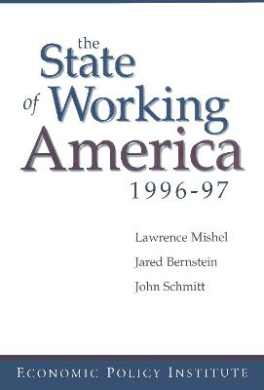 the
State
of Working
America
1996-97
Lawrence Mishel
Jared Bernstein
John Schmitt
ECONOMIC POLICY INSTITUTE